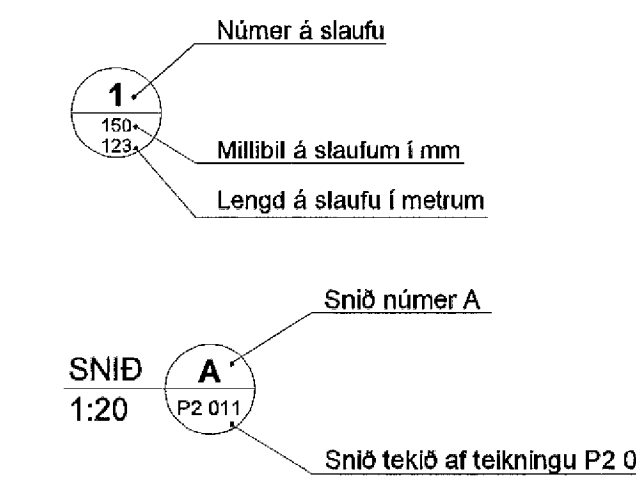 Númer á slaufu
1
150
123
Millibil á slaufum í mm
Lengd á slaufu í metrum
Snið númer A
SNIÐ
A
1:20
P2 011
Snið tekið af teikningu P2 0